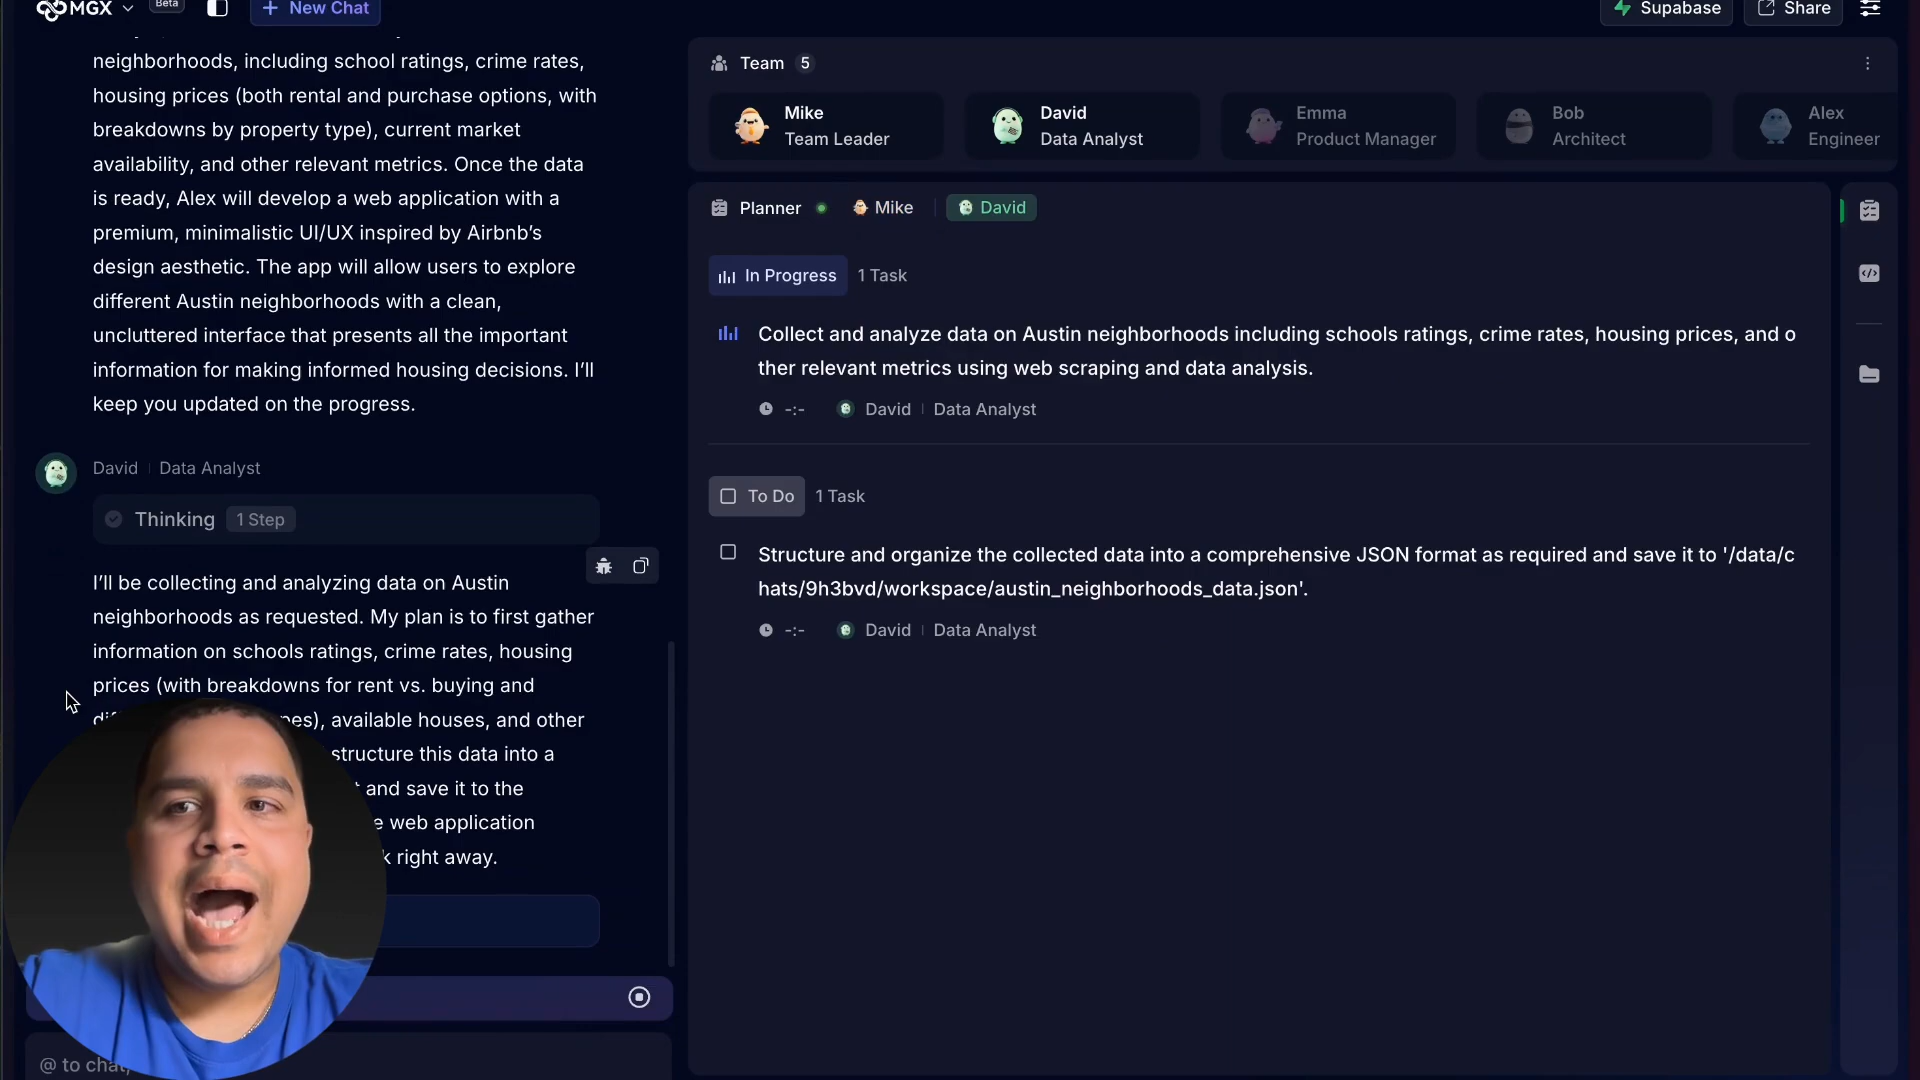 MGX
Beta
New Chat
Supabase
Share
neighborhoods, including school ratings, crime rates,
housing prices (both rental and purchase options, with
breakdowns by property type), current market
availability, and other relevant metrics. Once the data
is ready, Alex will develop a web application with a
premium, minimalistic UI/UX inspired by Airbnb’s
design aesthetic. The app will allow users to explore
different Austin neighborhoods with a clean,
uncluttered interface that presents all the important
information for making informed housing decisions. I’ll
keep you updated on the progress.
David
Data Analyst
Thinking
1 Step
I’ll be collecting and analyzing data on Austin
neighborhoods as requested. My plan is to first gather
information on schools ratings, crime rates, housing
prices (with breakdowns for rent vs. buying and
available houses, and other
structure this data into a
and save it to the
web application
right away.
@ to chat,
Team 5
Mike
Team Leader
David
Data Analyst
Emma
Product Manager
Bob
Architect
Alex
Engineer
Planner
Mike
David
In Progress
1 Task
Collect and analyze data on Austin neighborhoods including schools ratings, crime rates, housing prices, and o
ther relevant metrics using web scraping and data analysis.
-:-
David
Data Analyst
To Do
1 Task
Structure and organize the collected data into a comprehensive JSON format as required and save it to '/data/c
hats/9h3bvd/workspace/austin_neighborhoods_data.json'.
-:-
David
Data Analyst